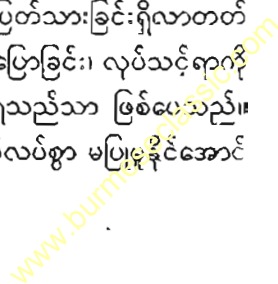 ပြတ်သားခြင်းရှိလာတတ်
ပြောခြင်း၊ လုပ်သင့်ရာကို
ရသည်သာ ဖြစ်ပေသည်။
လပ်စွာ မပြုမူနိုင်အောင်
www.burmeseclassic.com